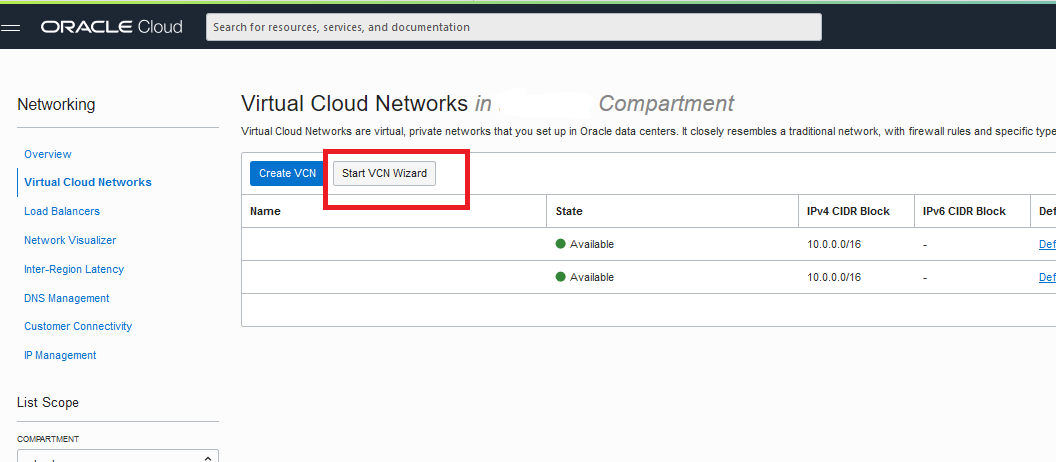 ORACLE Cloud
Search for resources, services, and documentation
Networking
Overview
Virtual Cloud Networks
Load Balancers
Network Visualizer
Inter-Region Latency
DNS Management
Customer Connectivity
IP Management
List Scope
COMPARTMENT
Virtual Cloud Networks in Compartment
Virtual Cloud Networks are virtual, private networks that you set up in Oracle data centers. It closely resembles a traditional network, with firewall rules and specific type
Create VCN Start VCN Wizard
Name State IPv4 CIDR Block IPv6 CIDR Block Def
Available 10.0.0.0/16 - Def
Available 10.0.0.0/16 - Def